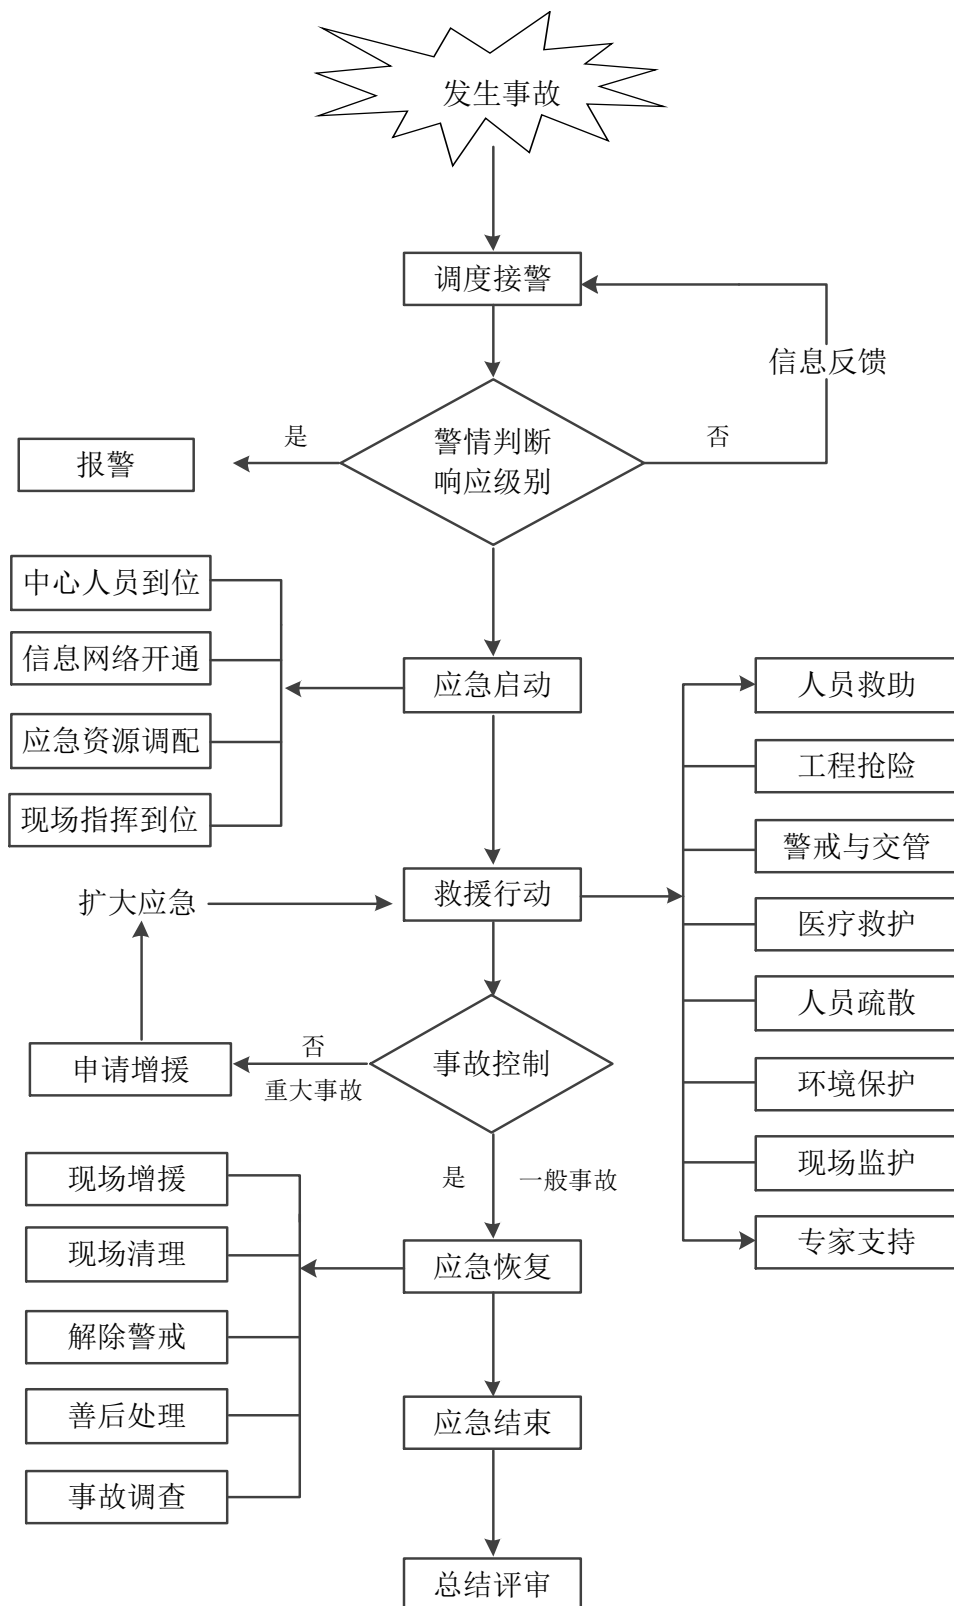 发生事故
调度接警
信息反馈
是
警情判断
响应级别
否
报警
中心人员到位
信息网络开通
应急启动
人员救助
应急资源调配
工程抢险
现场指挥到位
警戒与交管
扩大应急
救援行动
医疗救护
人员疏散
否
申请增援
重大事故
事故控制
环境保护
现场增援
是
一般事故
现场监护
现场清理
应急恢复
专家支持
解除警戒
善后处理
应急结束
事故调查
总结评审